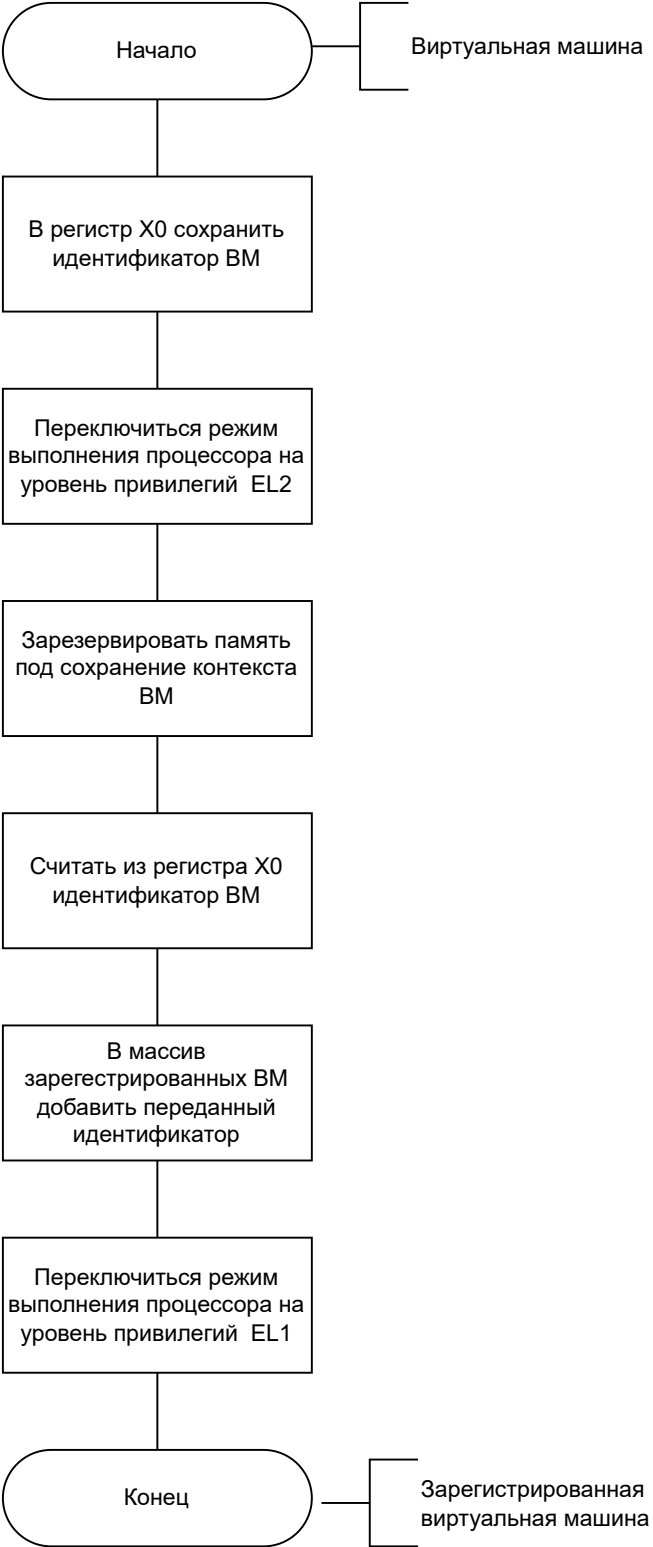 Начало
Виртуальная машина
В регистр X0 сохранить
идентификатор ВМ
Переключиться режим
выполнения процессора на
уровень привилегий EL2
Зарезервировать память
под сохранение контекста
ВМ
Считать из регистра X0
идентификатор ВМ
В массив
зарегестрированных ВМ
добавить переданный
идентификатор
Переключиться режим
выполнения процессора на
уровень привилегий EL1
Конец
Зарегистрированная
виртуальная машина